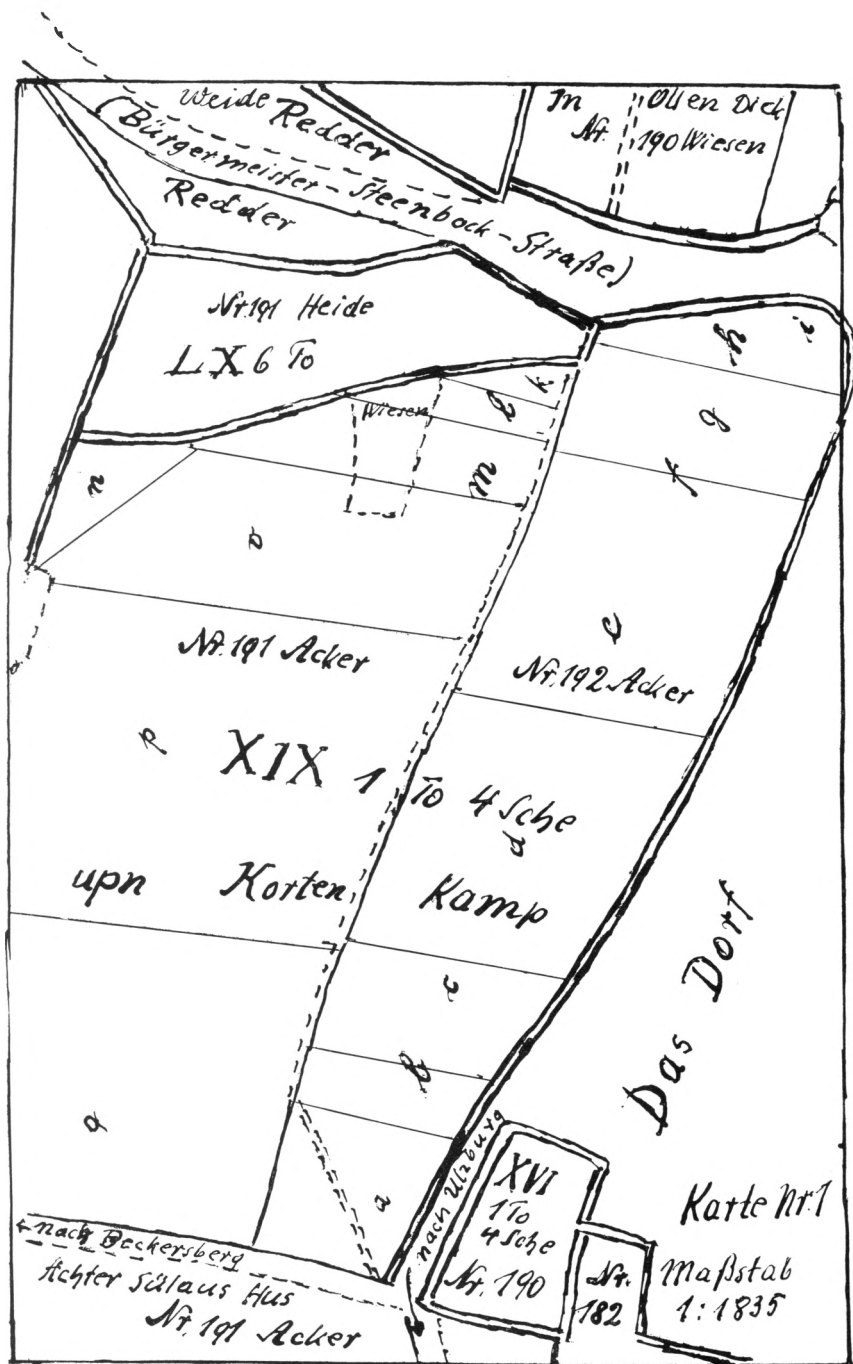 Weide Redder
(Bürgermeister-Steenbock-Straße)
Redder
Im Ollen Dick
Nr. 190 Wiesen
Nr. 191 Heide
LX 6 To
i
h
g
f
k
l
Wiesen
m
n
o
e
Nr. 191 Acker
Nr. 192 Acker
p
XIX 1 To 4 Sche
d
upn Korten Kamp
c
b
a
q
Das Dorf
nach Ulzburg
XVI
1 To
4 Sche
Nr. 190
Nr.
182
Karte Nr. 1
Maßstab
1:1835
←nach Beckersberg
Achter Sülaus Hus
Nr. 191 Acker